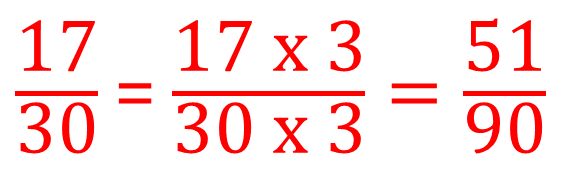 17/30 = 17 x 3/30 x 3 = 51/90